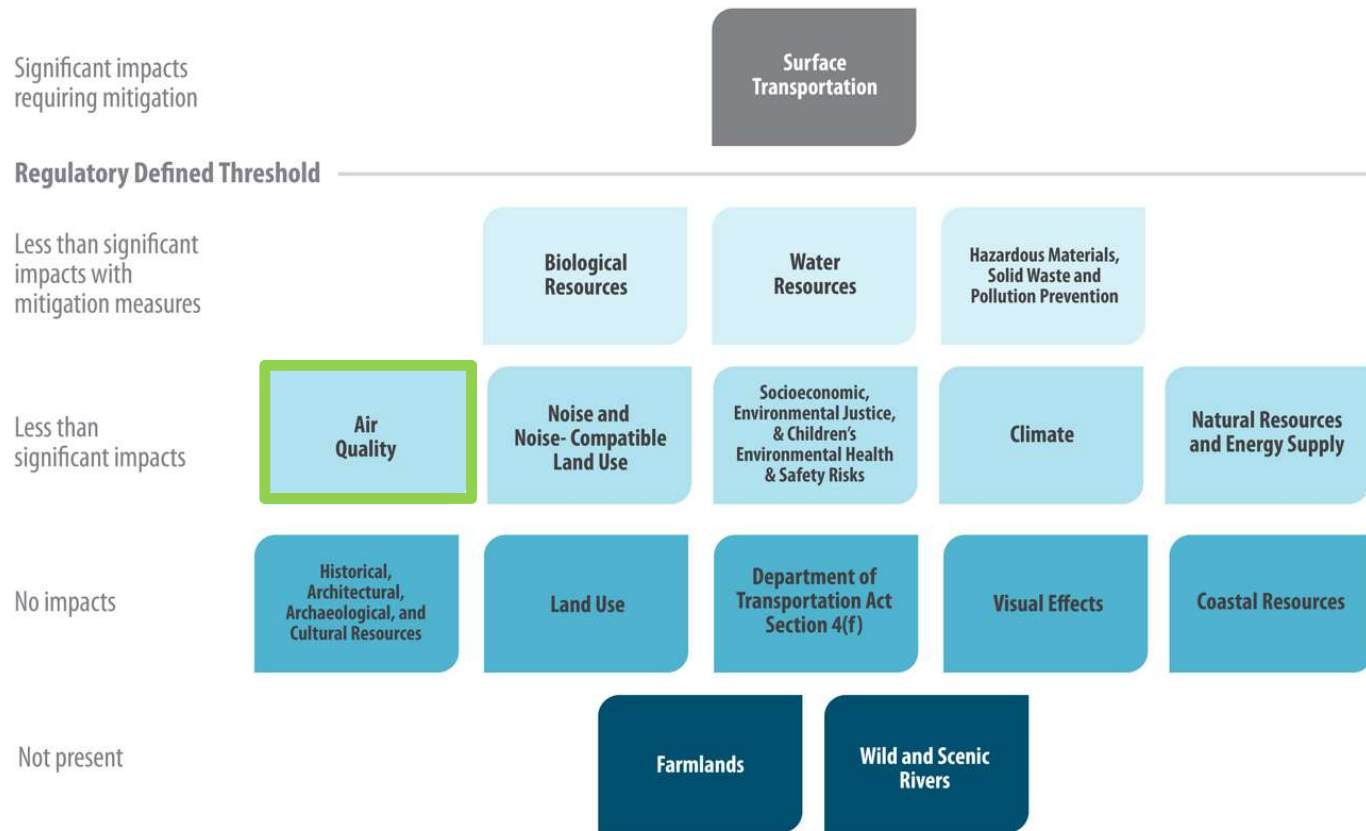 Significant impacts
requiring mitigation
Surface
Transportation
Regulatory Defined Threshold
Less than significant
impacts with
mitigation measures
Biological
Resources
Water
Resources
Hazardous Materials,
Solid Waste and
Pollution Prevention
Less than
significant impacts
Air
Quality
Noise and
Noise- Compatible
Land Use
Socioeconomic,
Environmental Justice,
& Children's
Environmental Health
& Safety Risks
Climate
Natural Resources
and Energy Supply
No impacts
Historical,
Architectural,
Archaeological, and
Cultural Resources
Land Use
Department of
Transportation Act
Section 4(f)
Visual Effects
Coastal Resources
Not present
Farmlands
Wild and Scenic
Rivers